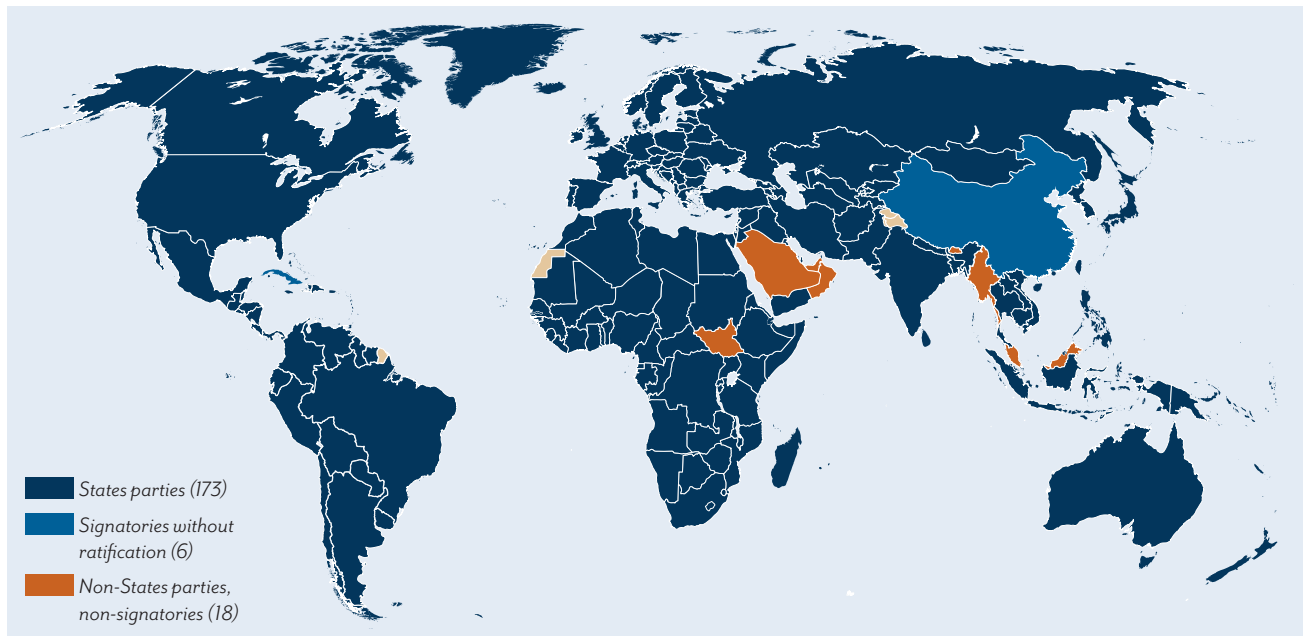 States parties (173)
Signatories without
ratification (6)
Non-States parties,
non-signatories (18)